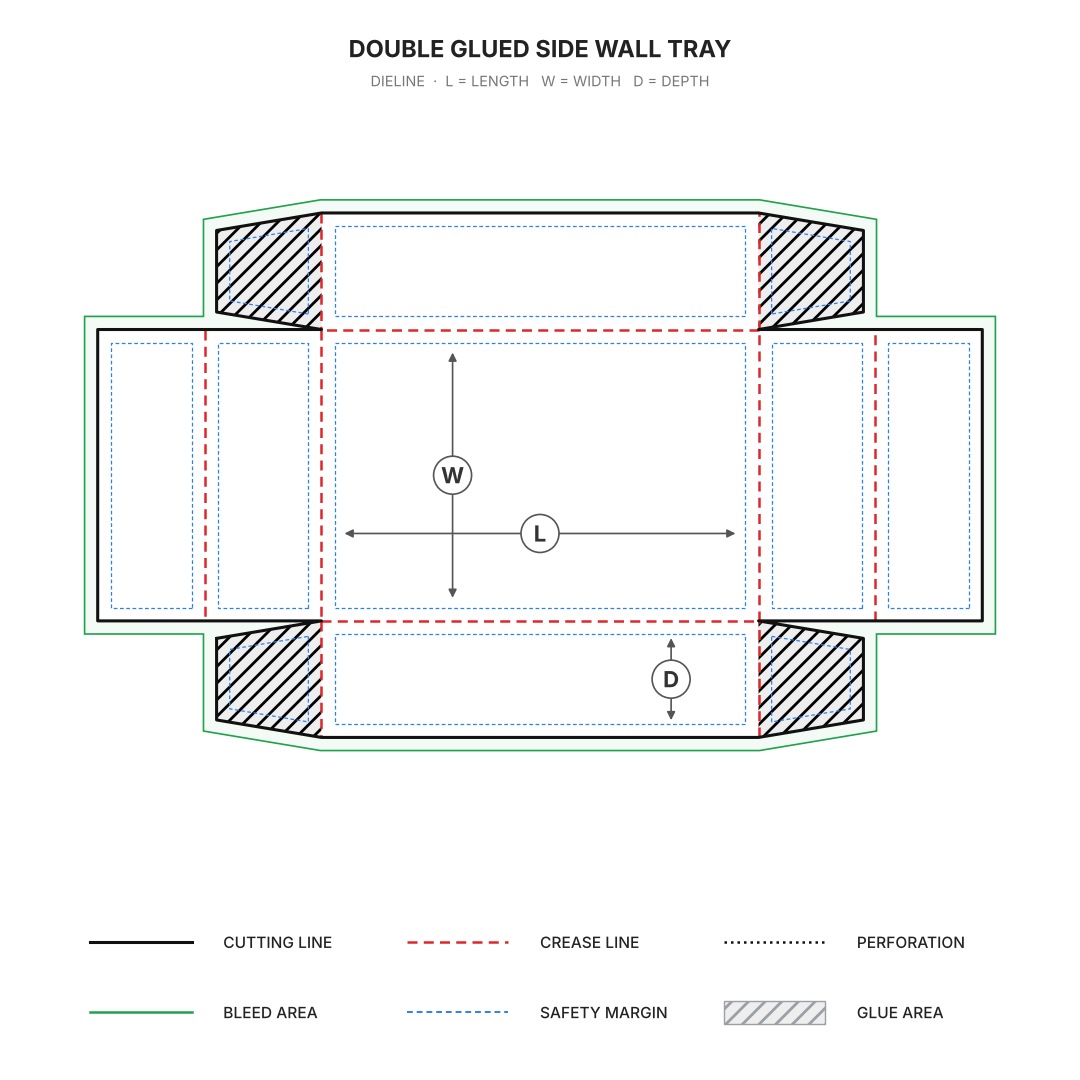 DOUBLE GLUED SIDE WALL TRAY
DIELINE · L = LENGTH W = WIDTH D = DEPTH
W
L
D
CUTTING LINE
CREASE LINE
PERFORATION
BLEED AREA
SAFETY MARGIN
GLUE AREA